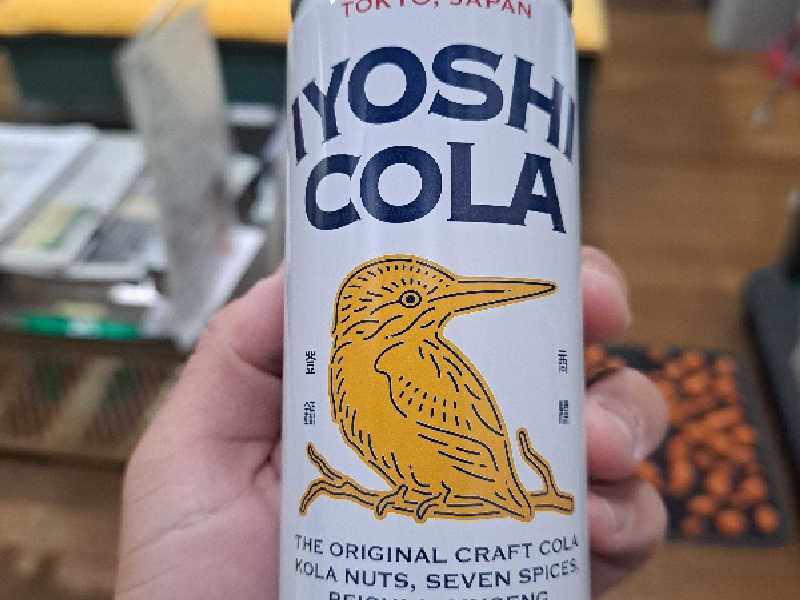 TOKYO, JAPAN
IYOSHI
COLA
THE ORIGINAL CRAFT COLA
KOLA NUTS, SEVEN SPICES,